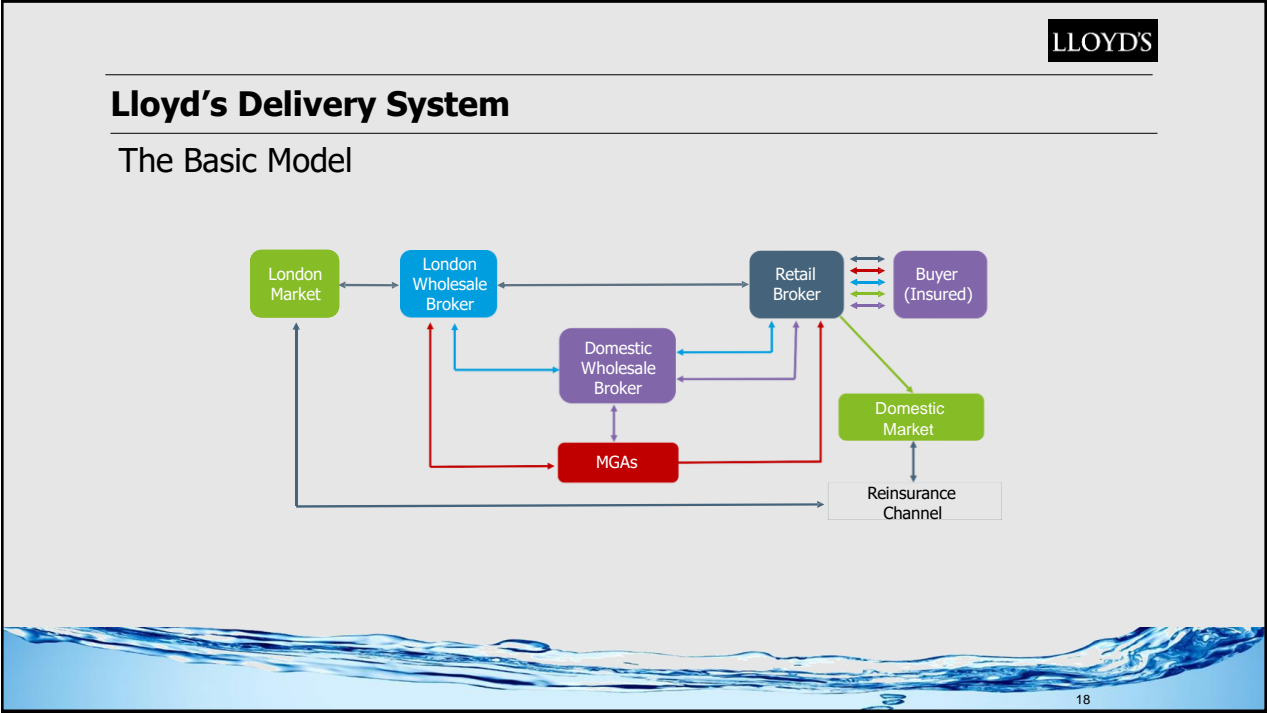 LLOYD'S
Lloyd’s Delivery System
The Basic Model
London
Market
London
Wholesale
Broker
Retail
Broker
Buyer
(Insured)
Domestic
Wholesale
Broker
Domestic
Market
MGAs
Reinsurance
Channel
18